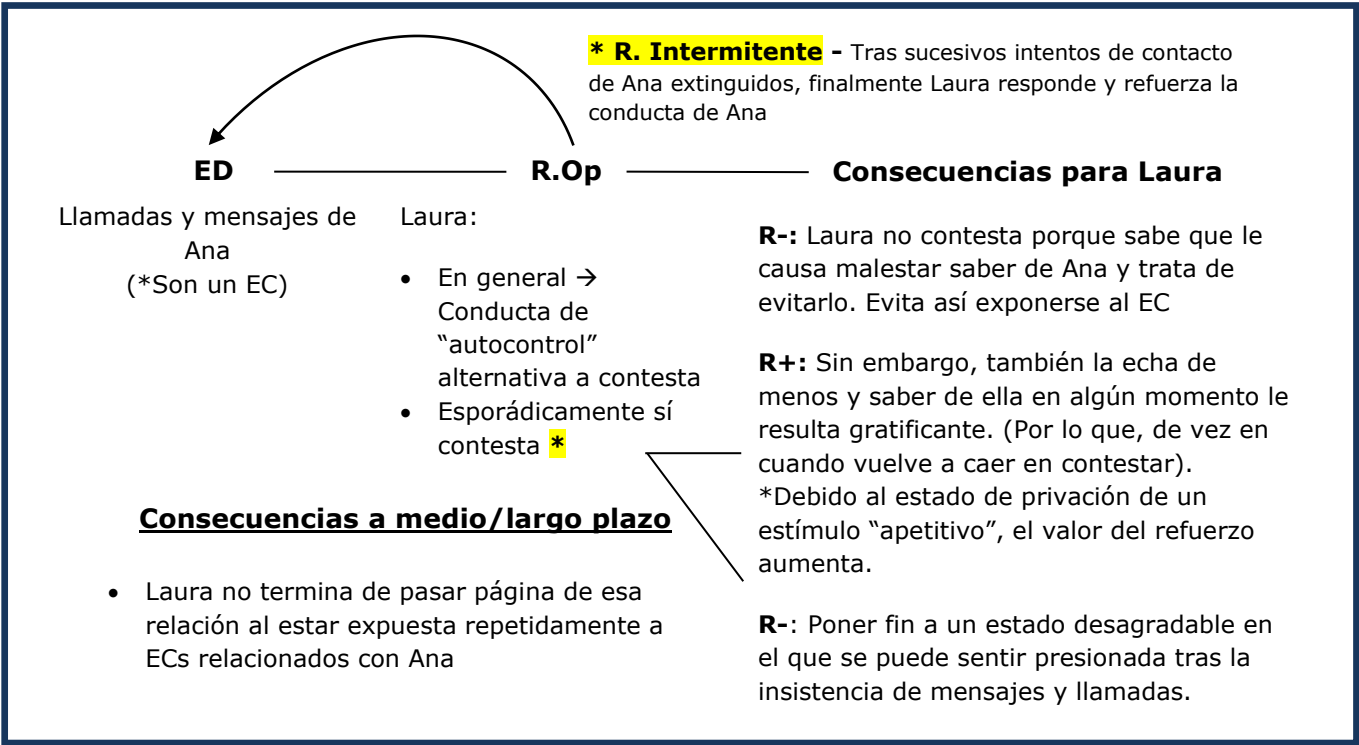 * R. Intermitente - Tras sucesivos intentos de contacto
de Ana extinguidos, finalmente Laura responde y refuerza la
conducta de Ana
ED
R.Op
Consecuencias para Laura
Llamadas y mensajes de
Ana
(*Son un EC)
Laura:
• En general →
Conducta de
“autocontrol”
alternativa a contesta
• Esporádicamente sí
contesta *
R-: Laura no contesta porque sabe que le
causa malestar saber de Ana y trata de
evitarlo. Evita así exponerse al EC
R+: Sin embargo, también la echa de
menos y saber de ella en algún momento le
resulta gratificante. (Por lo que, de vez en
cuando vuelve a caer en contestar).
*Debido al estado de privación de un
estímulo “apetitivo”, el valor del refuerzo
aumenta.
R-: Poner fin a un estado desagradable en
el que se puede sentir presionada tras la
insistencia de mensajes y llamadas.
Consecuencias a medio/largo plazo
• Laura no termina de pasar página de esa
relación al estar expuesta repetidamente a
ECs relacionados con Ana